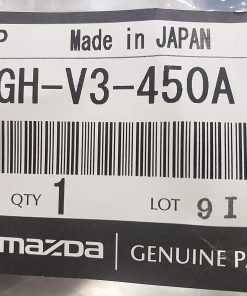 P Made in JAPAN
GH-V3-450A
QTY 1 LOT 9I
mazda GENUINE PA